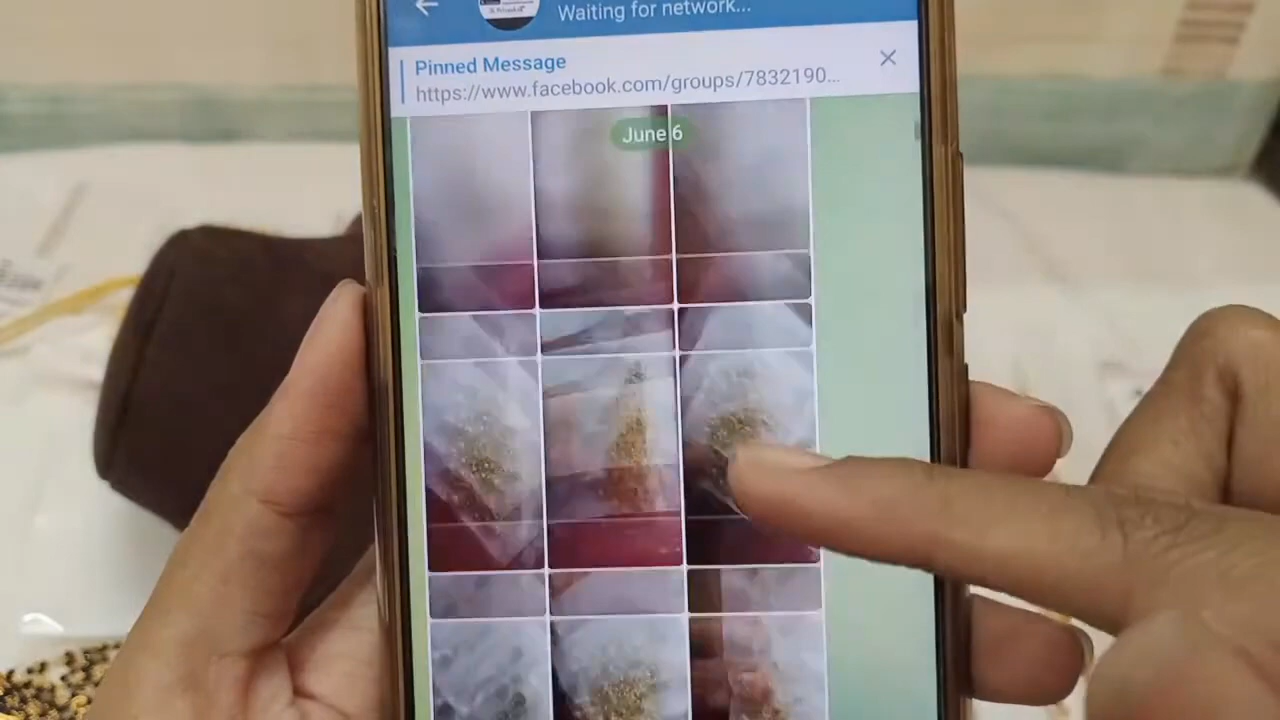 Waiting for network...
Pinned Message
https://www.facebook.com/groups/7832190...
June 6